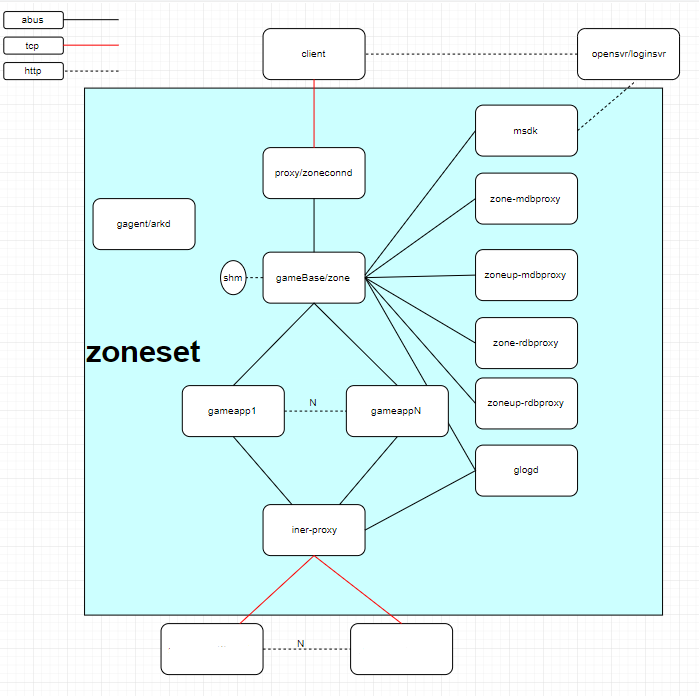 abus
tcp
http
client
opensvr/loginsvr
msdk
proxy/zoneconnd
zone-mdbproxy
gagent/arkd
shm
gameBase/zone
zoneup-mdbproxy
zone-rdbproxy
zoneset
zoneup-rdbproxy
gameapp1
N
gameappN
glogd
iner-proxy
N